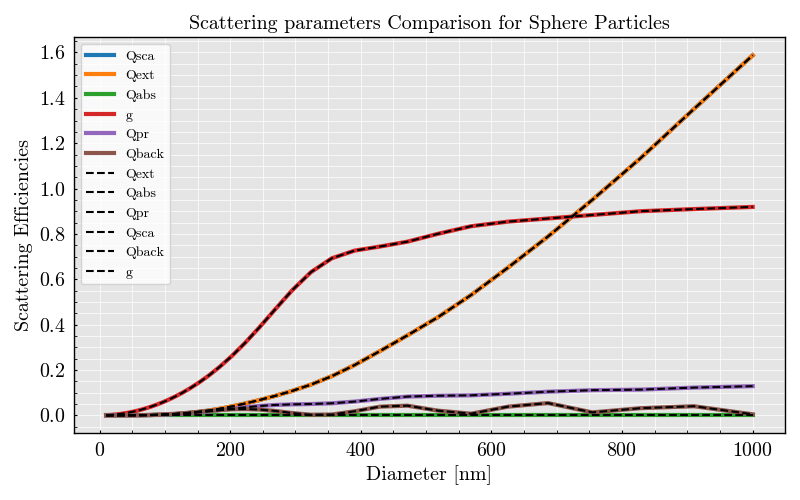 Scattering parameters Comparison for Sphere Particles
Scattering Efficiencies
1.6
1.4
1.2
1.0
0.8
0.6
0.4
0.2
0.0
Qsca
Qext
Qabs
g
Qpr
Qback
Qext
Qabs
Qpr
Qsca
Qback
g
0 200 400 600 800 1000
Diameter [nm]